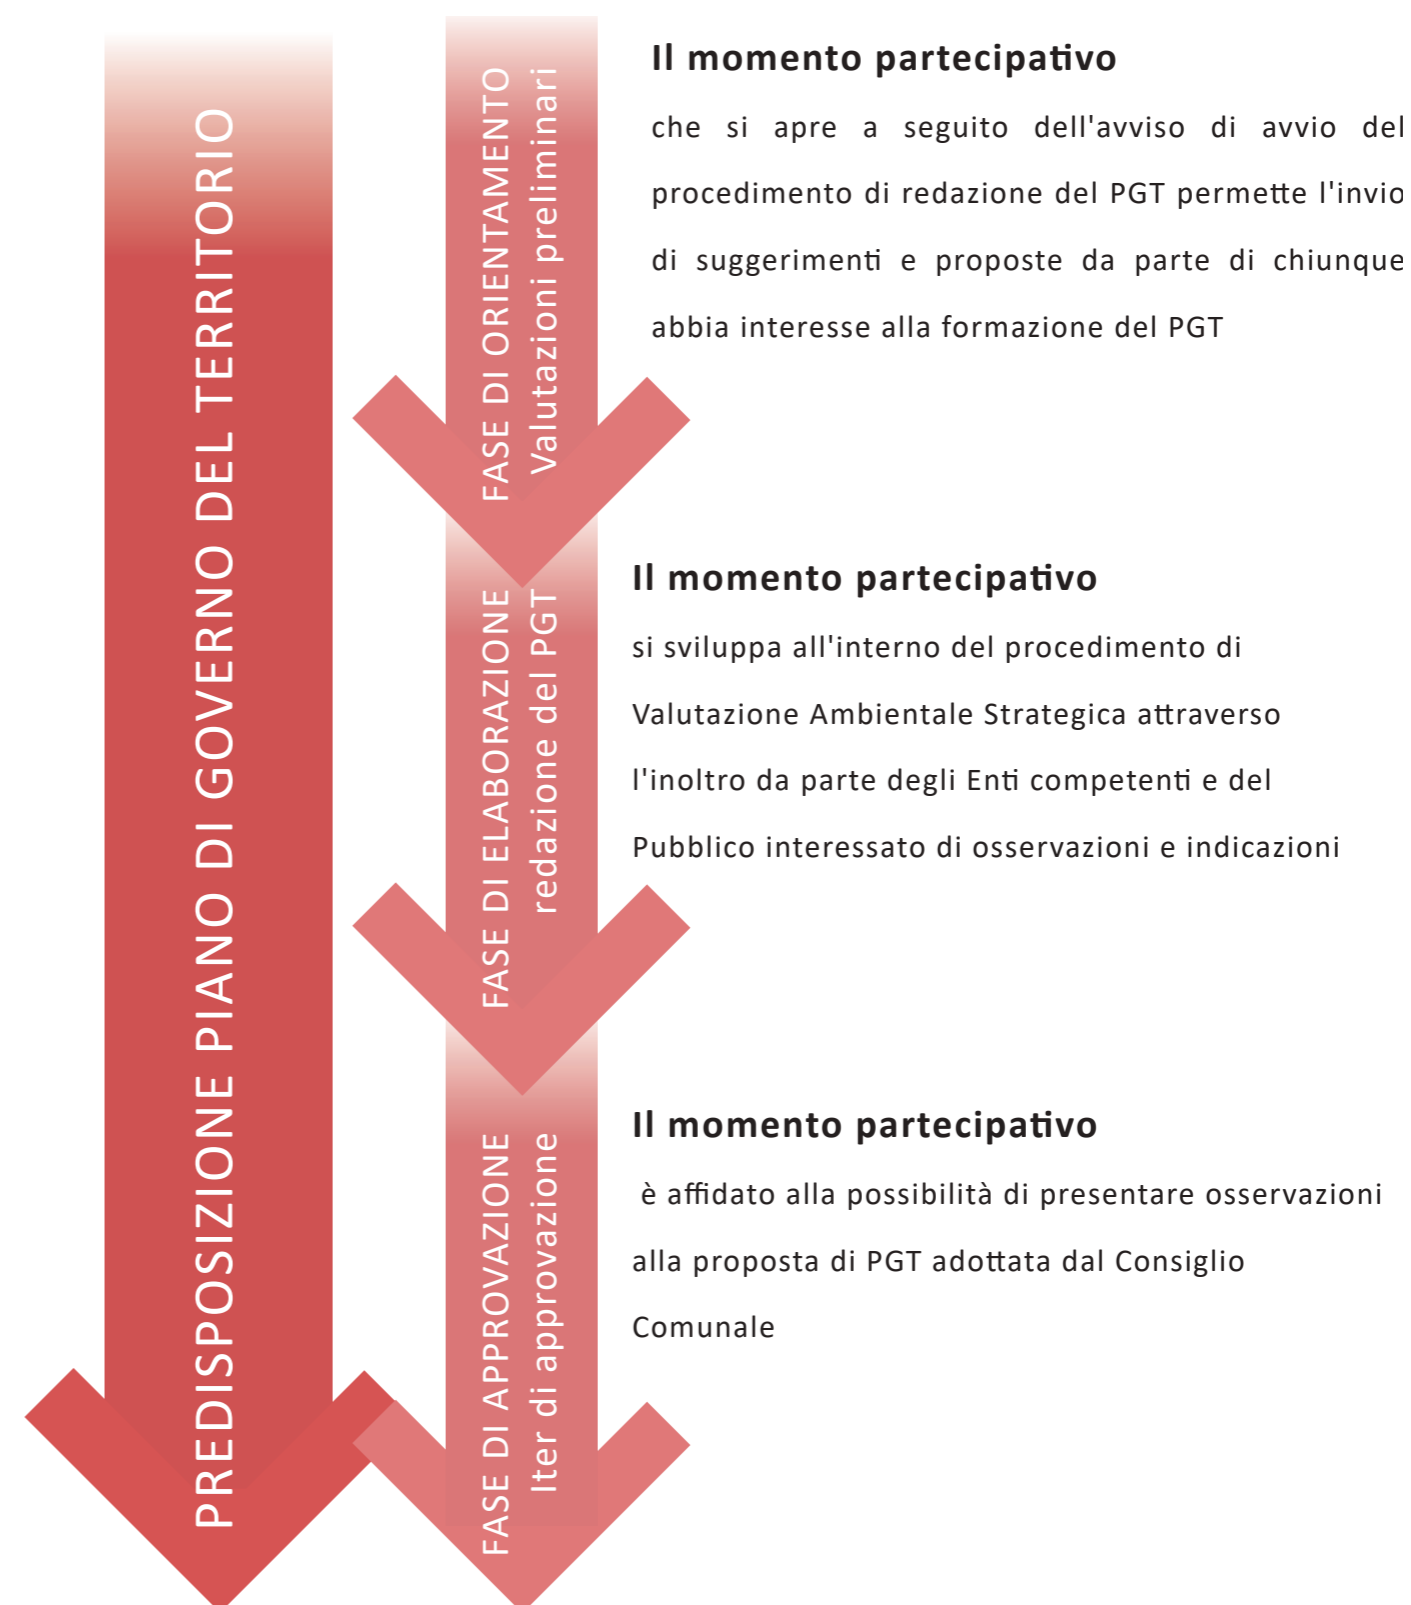 PREDISPOSIZIONE PIANO DI GOVERNO DEL TERRITORIO
FASE DI ORIENTAMENTO
Valutazioni preliminari
Il momento partecipativo
che si apre a seguito dell'avviso di avvio del
procedimento di redazione del PGT permette l'invio
di suggerimenti e proposte da parte di chiunque
abbia interesse alla formazione del PGT
FASE DI ELABORAZIONE
redazione del PGT
Il momento partecipativo
si sviluppa all'interno del procedimento di
Valutazione Ambientale Strategica attraverso
l'inoltro da parte degli Enti competenti e del
Pubblico interessato di osservazioni e indicazioni
FASE DI APPROVAZIONE
Iter di approvazione
Il momento partecipativo
è affidato alla possibilità di presentare osservazioni
alla proposta di PGT adottata dal Consiglio
Comunale